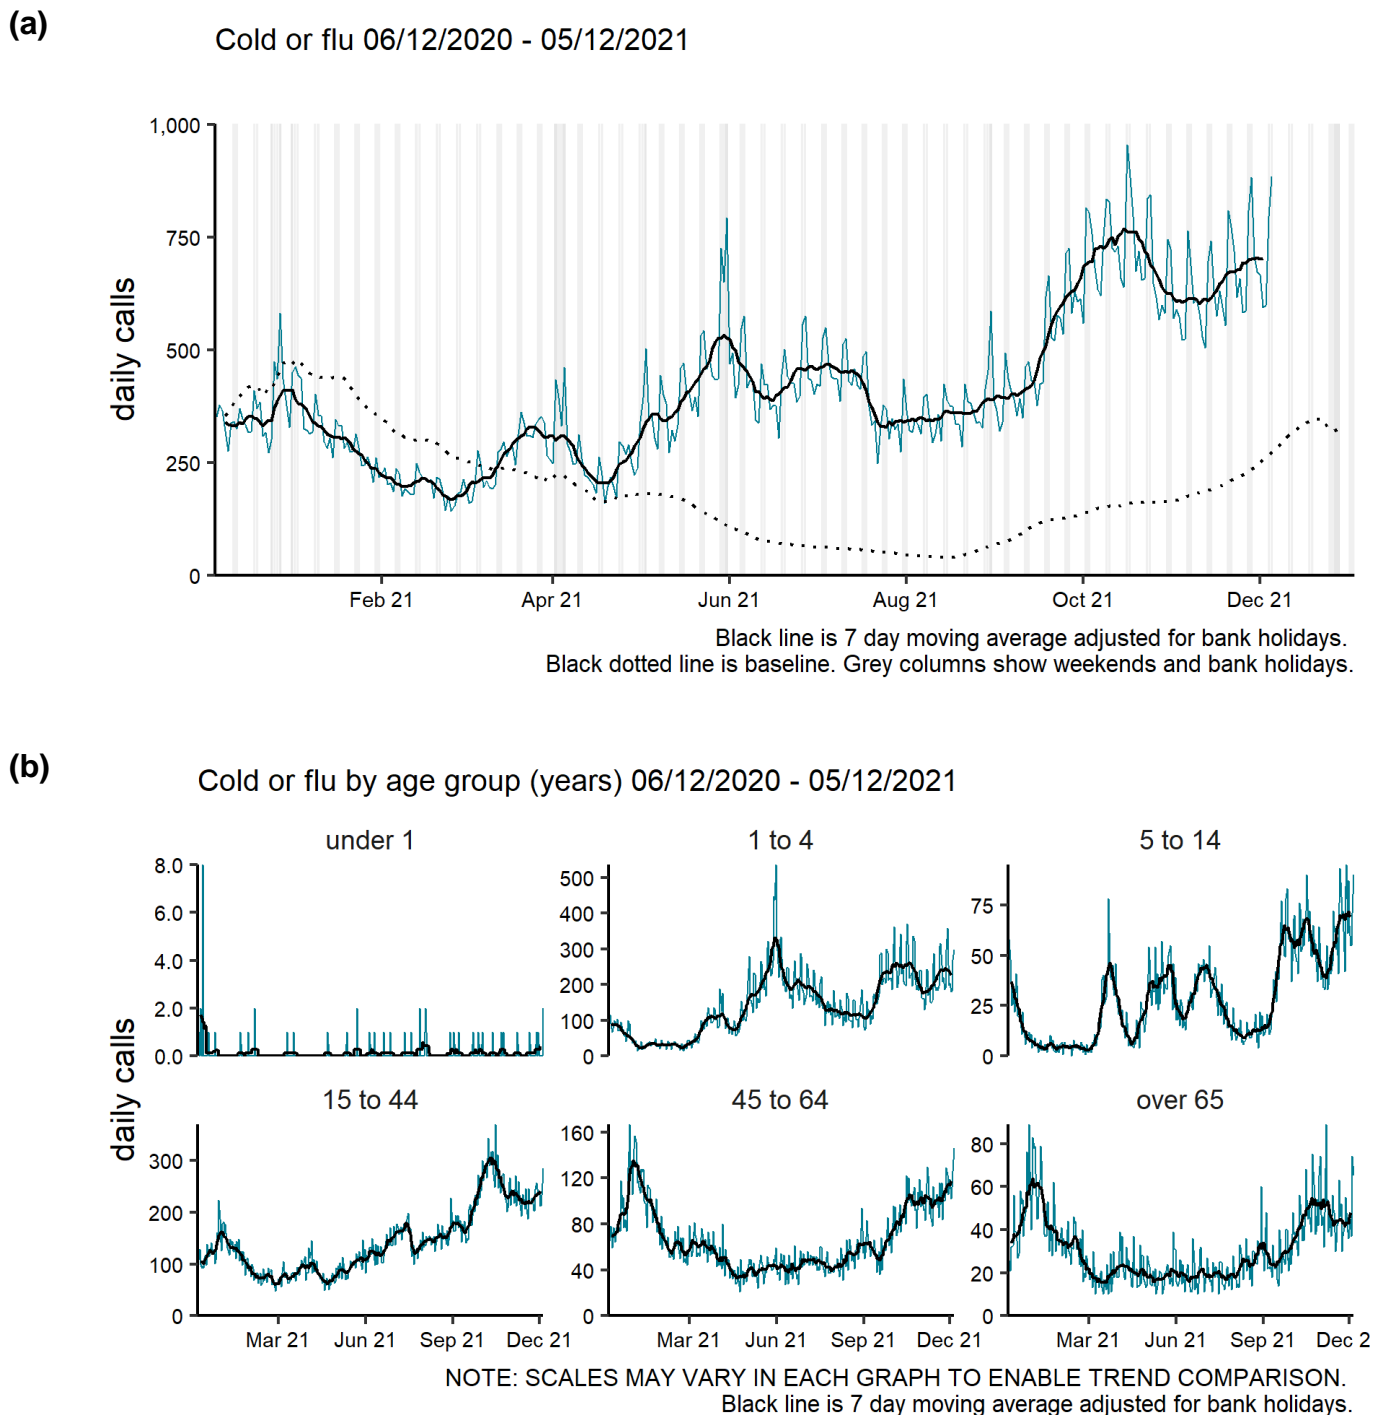 (a)
Cold or flu 06/12/2020 - 05/12/2021
1,000
750
500
250
0
daily calls
Feb 21
Apr 21
Jun 21
Aug 21
Oct 21
Dec 21
Black line is 7 day moving average adjusted for bank holidays.
Black dotted line is baseline. Grey columns show weekends and bank holidays.
(b)
Cold or flu by age group (years) 06/12/2020 - 05/12/2021
under 1
1 to 4
5 to 14
8.0
6.0
4.0
2.0
0.0
500
400
300
200
100
0
75
50
25
0
daily calls
15 to 44
45 to 64
over 65
300
200
100
0
160
120
80
40
0
80
60
40
20
0
Mar 21
Jun 21
Sep 21
Dec 21
Mar 21
Jun 21
Sep 21
Dec 21
Mar 21
Jun 21
Sep 21
Dec 2
NOTE: SCALES MAY VARY IN EACH GRAPH TO ENABLE TREND COMPARISON.
Black line is 7 day moving average adjusted for bank holidays.